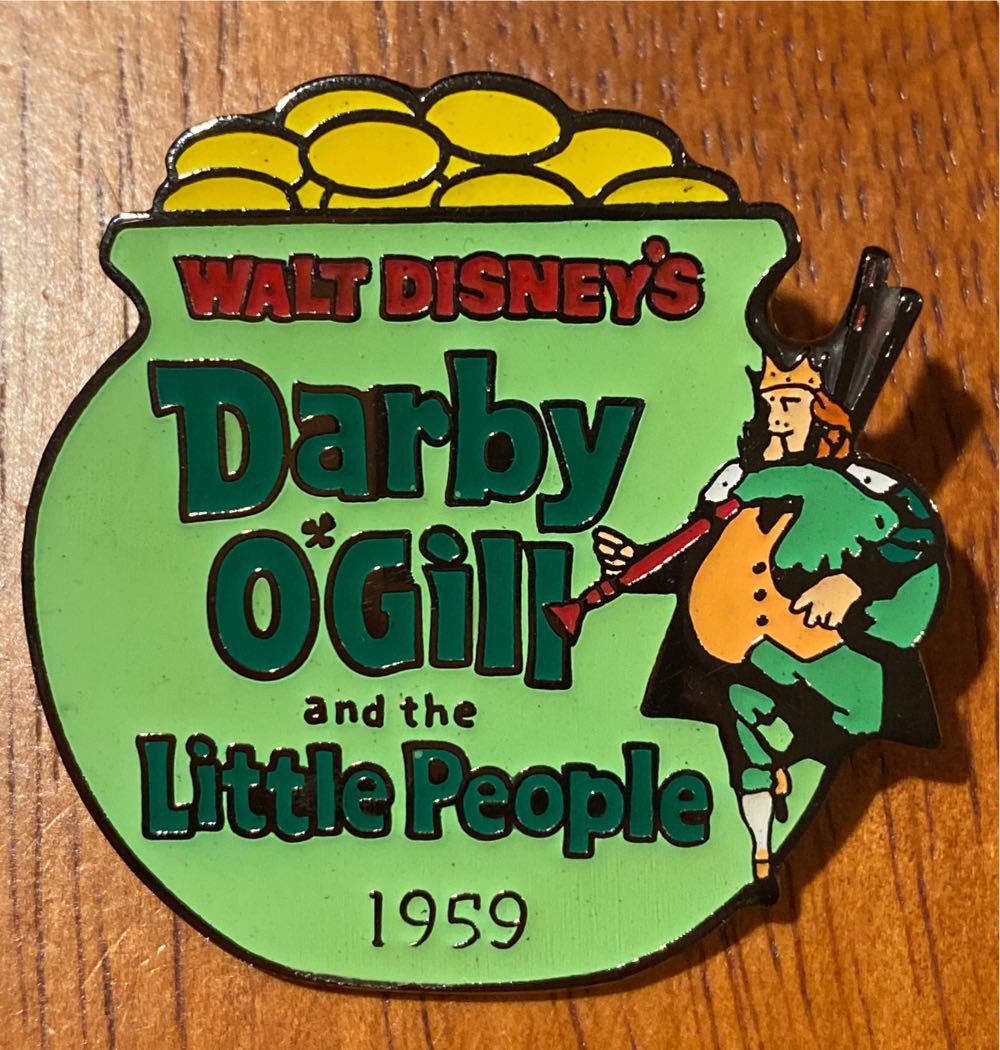 WALT DISNEY'S
Darby
O'Gill
and the
Little People
1959